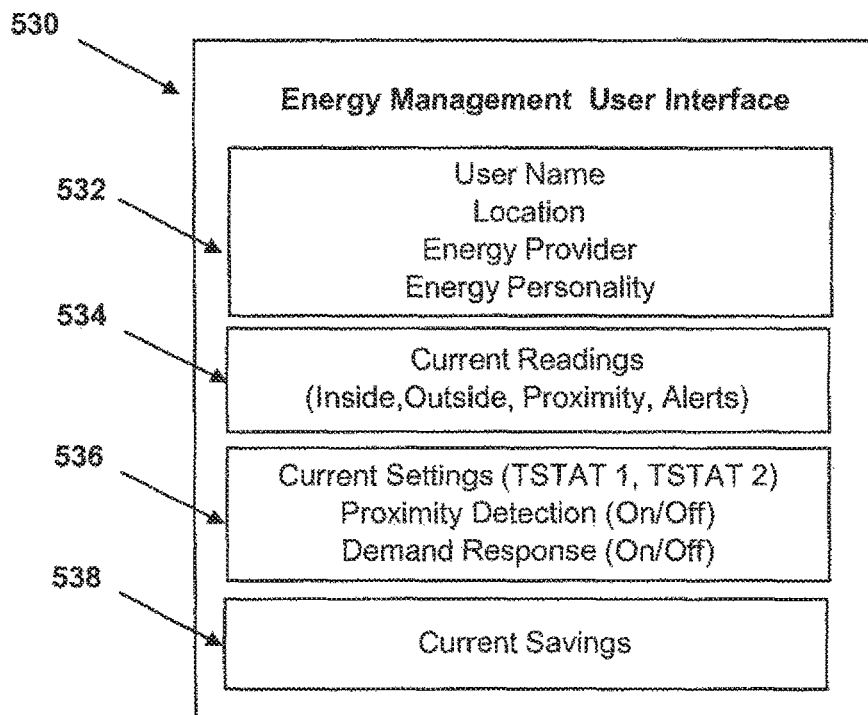 530
Energy Management User Interface
532
User Name
Location
Energy Provider
Energy Personality
534
Current Readings
(Inside,Outside, Proximity, Alerts)
536
Current Settings (TSTAT 1, TSTAT 2)
Proximity Detection (On/Off)
Demand Response (On/Off)
538
Current Savings